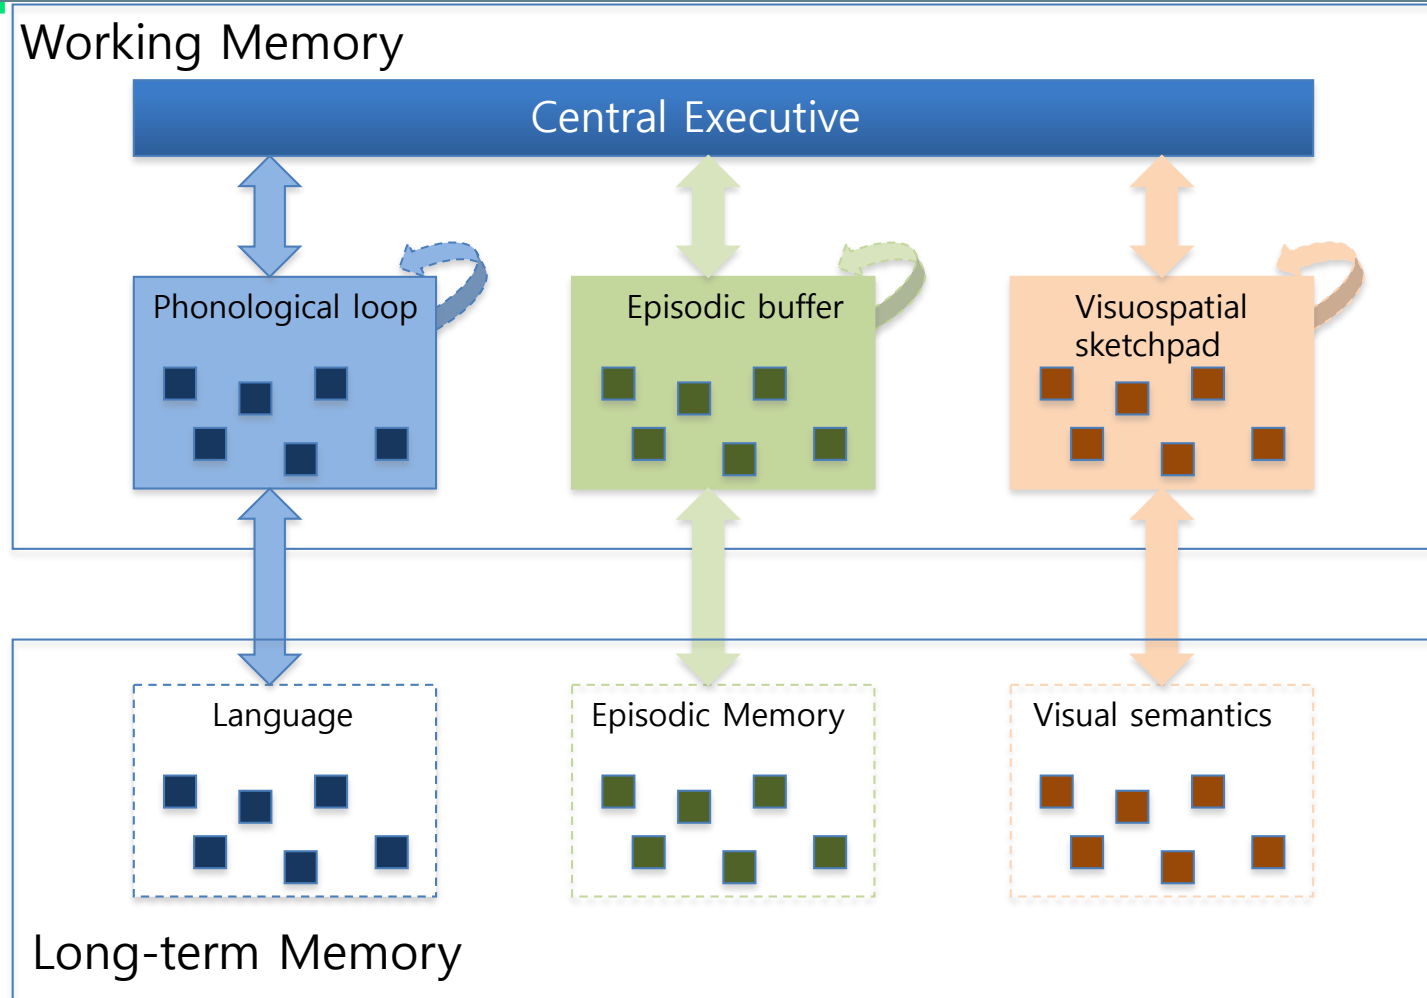 Working Memory
Central Executive
Phonological loop
Episodic buffer
Visuospatial
sketchpad
Language
Episodic Memory
Visual semantics
Long-term Memory